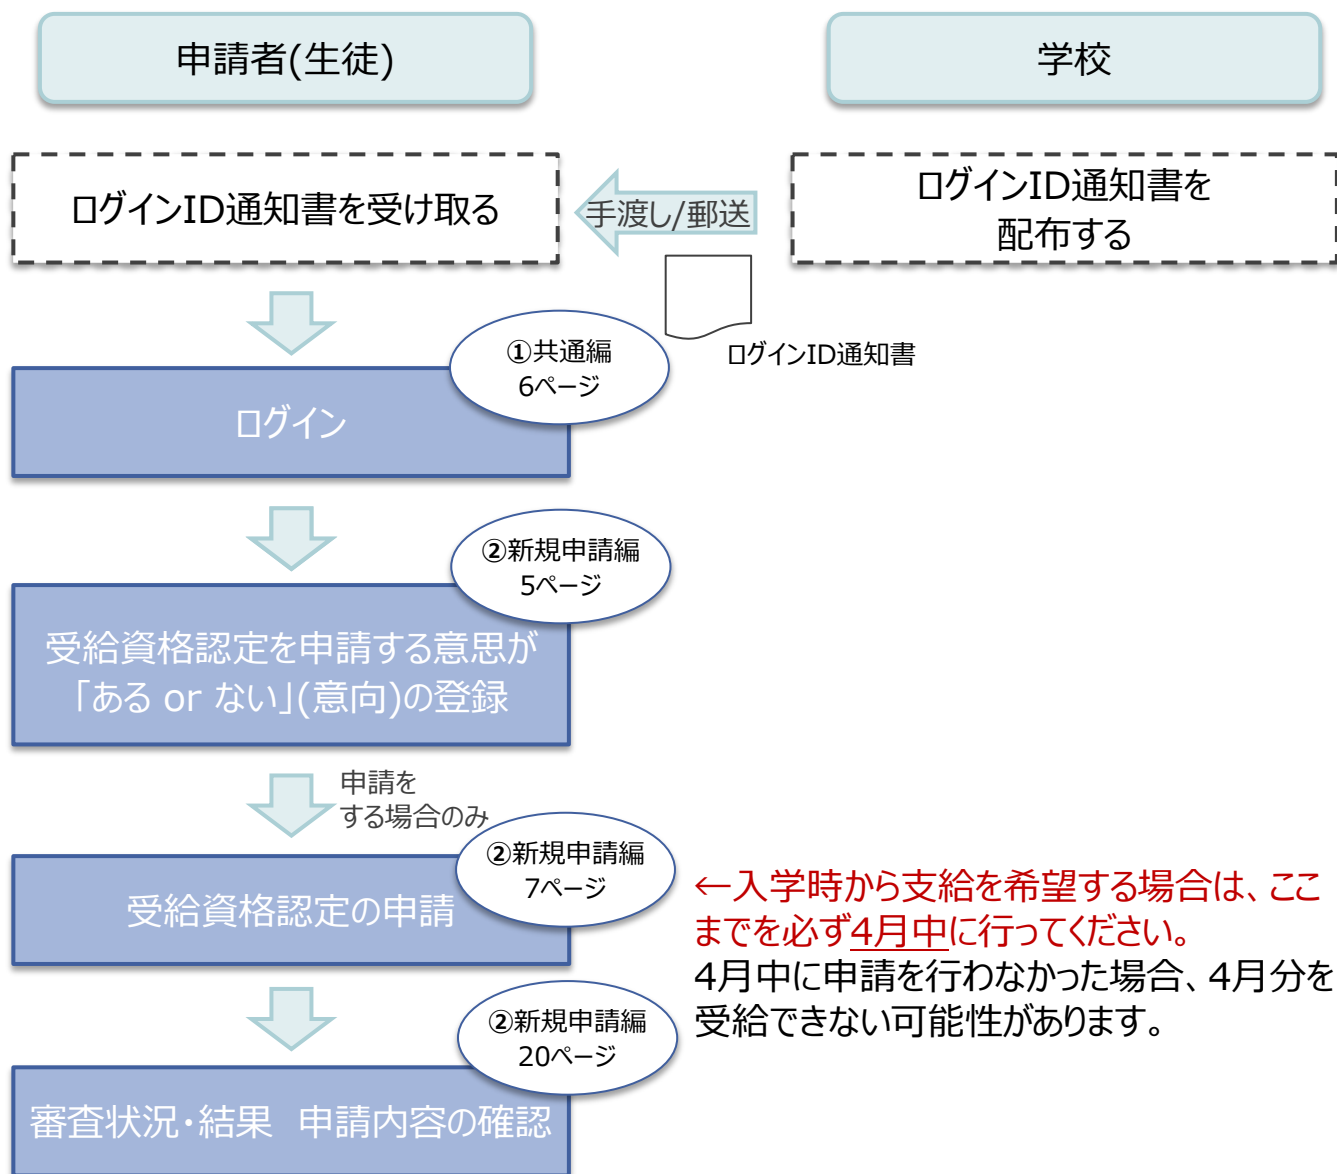 申請者(生徒)
学校
ログインID通知書を受け取る
手渡し/郵送
ログインID通知書を
配布する
ログインID通知書
①共通編
6ページ
ログイン
②新規申請編
5ページ
受給資格認定を申請する意思が
「ある or ない」(意向)の登録
申請を
する場合のみ
②新規申請編
7ページ
受給資格認定の申請
←入学時から支給を希望する場合は、ここ
までを必ず4月中に行ってください。
4月中に申請を行わなかった場合、4月分を
受給できない可能性があります。
②新規申請編
20ページ
審査状況・結果　申請内容の確認